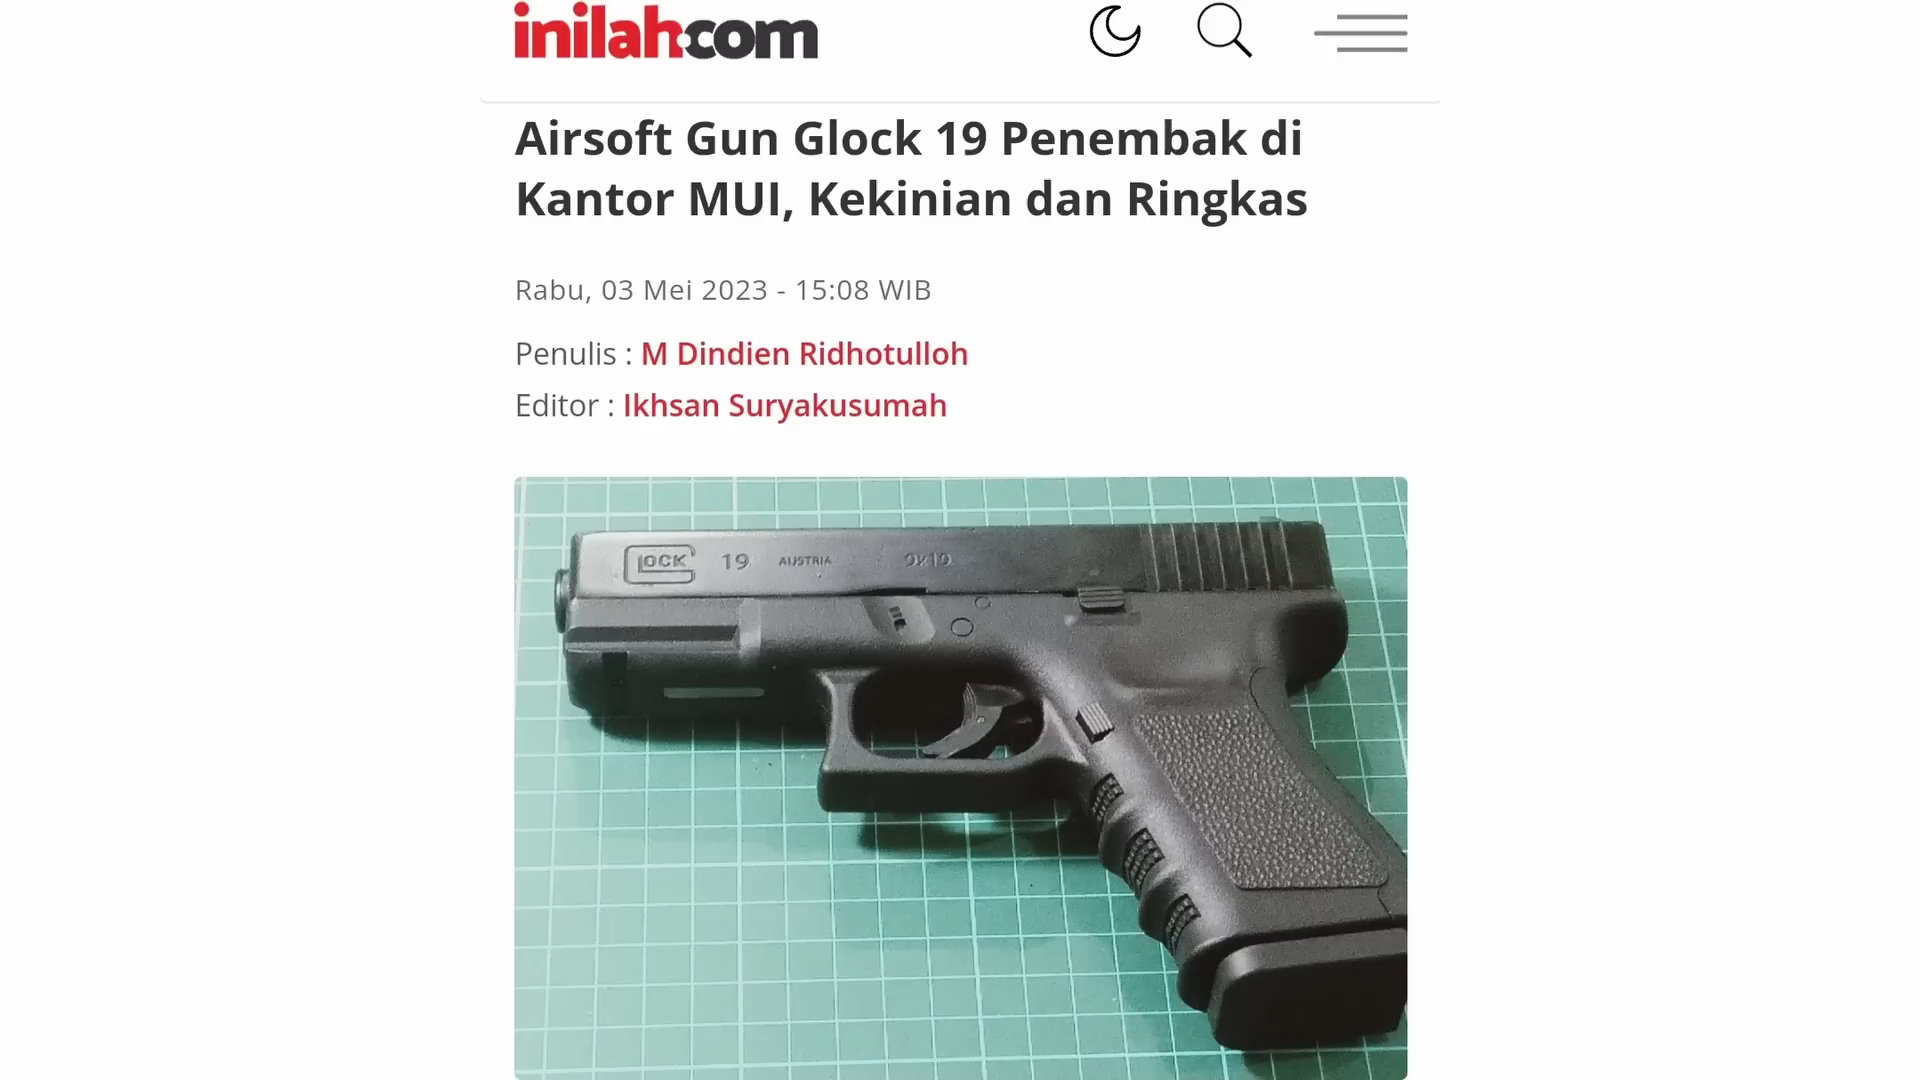 inilah.com
Airsoft Gun Glock 19 Penembak di
Kantor MUI, Kekinian dan Ringkas
Rabu, 03 Mei 2023 - 15:08 WIB
Penulis : M Dindien Ridhotulloh
Editor : Ikhsan Suryakusumah
GLOCK 19 AUSTRIA 9x19